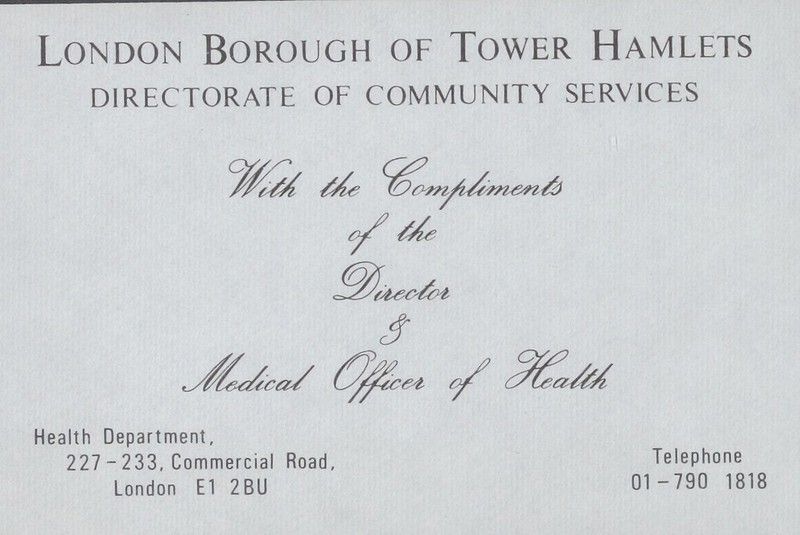 London Borough of Tower Hamlets
DIRECTORATE OF COMMUNITY SERVICES
With the Compliments
of the
Director
&
Medical Officer of Health
Health Department,
227-233, Commercial Road,
London E1 2BU
Telephone
01-790 1818